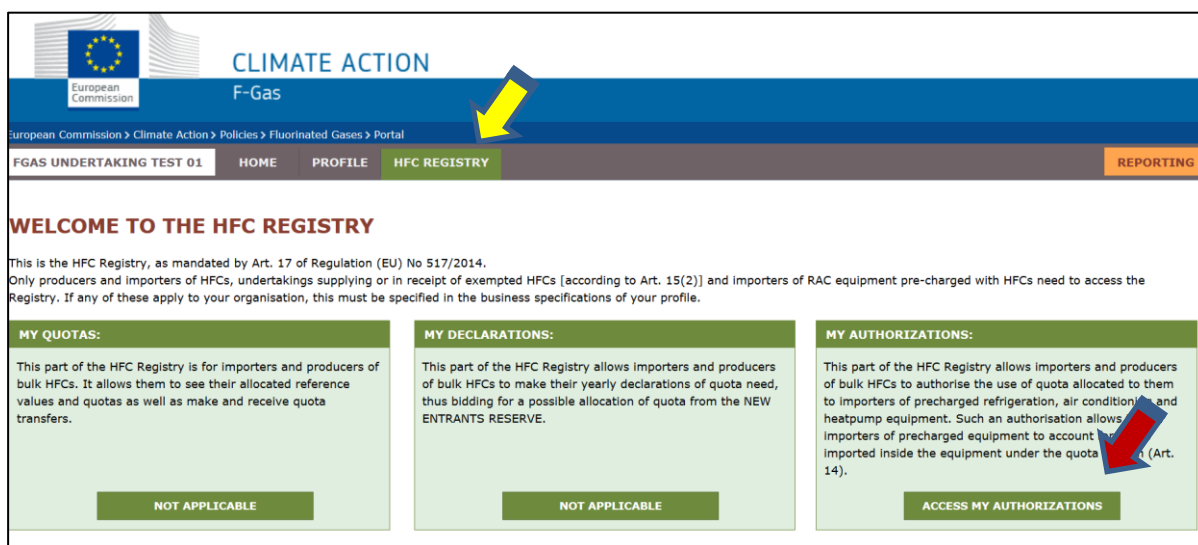 CLIMATE ACTION
European
Commission
F-Gas
European Commission > Climate Action > Policies > Fluorinated Gases > Portal
FGAS UNDERTAKING TEST 01 HOME PROFILE HFC REGISTRY REPORTING
WELCOME TO THE HFC REGISTRY
This is the HFC Registry, as mandated by Art. 17 of Regulation (EU) No 517/2014.
Only producers and importers of HFCs, undertakings supplying or in receipt of exempted HFCs [according to Art. 15(2)] and importers of RAC equipment pre-charged with HFCs need to access the
Registry. If any of these apply to your organisation, this must be specified in the business specifications of your profile.
MY QUOTAS:
This part of the HFC Registry is for importers and producers of
bulk HFCs. It allows them to see their allocated reference
values and quotas as well as make and receive quota
transfers.
NOT APPLICABLE
MY DECLARATIONS:
This part of the HFC Registry allows importers and producers
of bulk HFCs to make their yearly declarations of quota need,
thus bidding for a possible allocation of quota from the NEW
ENTRANTS RESERVE.
NOT APPLICABLE
MY AUTHORIZATIONS:
This part of the HFC Registry allows importers and producers
of bulk HFCs to authorise the use of quota allocated to them
to importers of precharged refrigeration, air conditioning and
heatpump equipment. Such an authorisation allows
importers of precharged equipment to account
imported inside the equipment under the quota (Art.
14).
ACCESS MY AUTHORIZATIONS